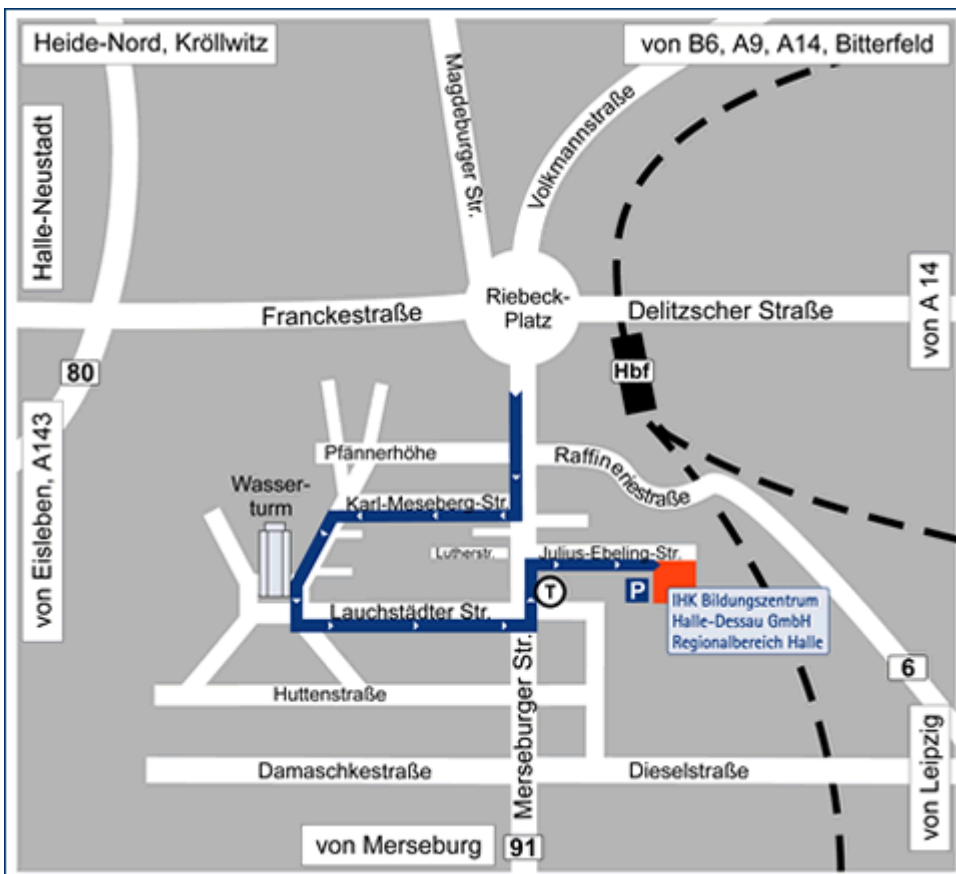 Heide-Nord, Kröllwitz
von B6, A9, A14, Bitterfeld
Magdeburger Str.
Volkmannstraße
Halle-Neustadt
Riebeck-
Platz
Franckestraße
Delitzscher Straße
von A 14
80
Hbf
von Eisleben, A143
Pfännerhöhe
Raffineriestraße
Wasser-
turm
Karl-Meseberg-Str.
Lutherstr.
Julius-Ebeling-Str.
T
P
IHK Bildungszentrum
Halle-Dessau GmbH
Regionalbereich Halle
Lauchstädter Str.
Merseburger Str.
6
Huttenstraße
von Leipzig
Damaschkestraße
Dieselstraße
von Merseburg
91